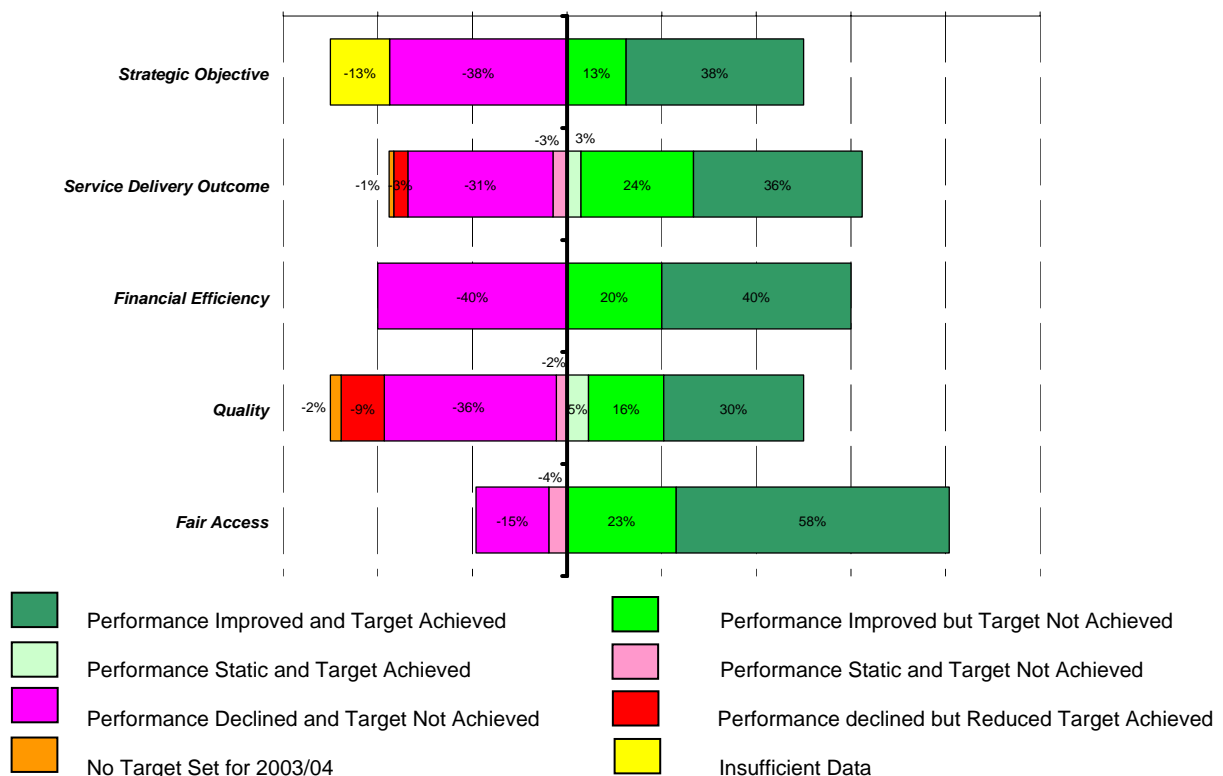 Strategic Objective
-13%
-38%
13%
38%
-3%
3%
Service Delivery Outcome
-1%
-3%
-31%
24%
36%
Financial Efficiency
-40%
20%
40%
-2%
Quality
-2%
-9%
-36%
5%
16%
30%
-4%
Fair Access
-15%
23%
58%
Performance Improved and Target Achieved
Performance Improved but Target Not Achieved
Performance Static and Target Achieved
Performance Static and Target Not Achieved
Performance Declined and Target Not Achieved
Performance declined but Reduced Target Achieved
No Target Set for 2003/04
Insufficient Data